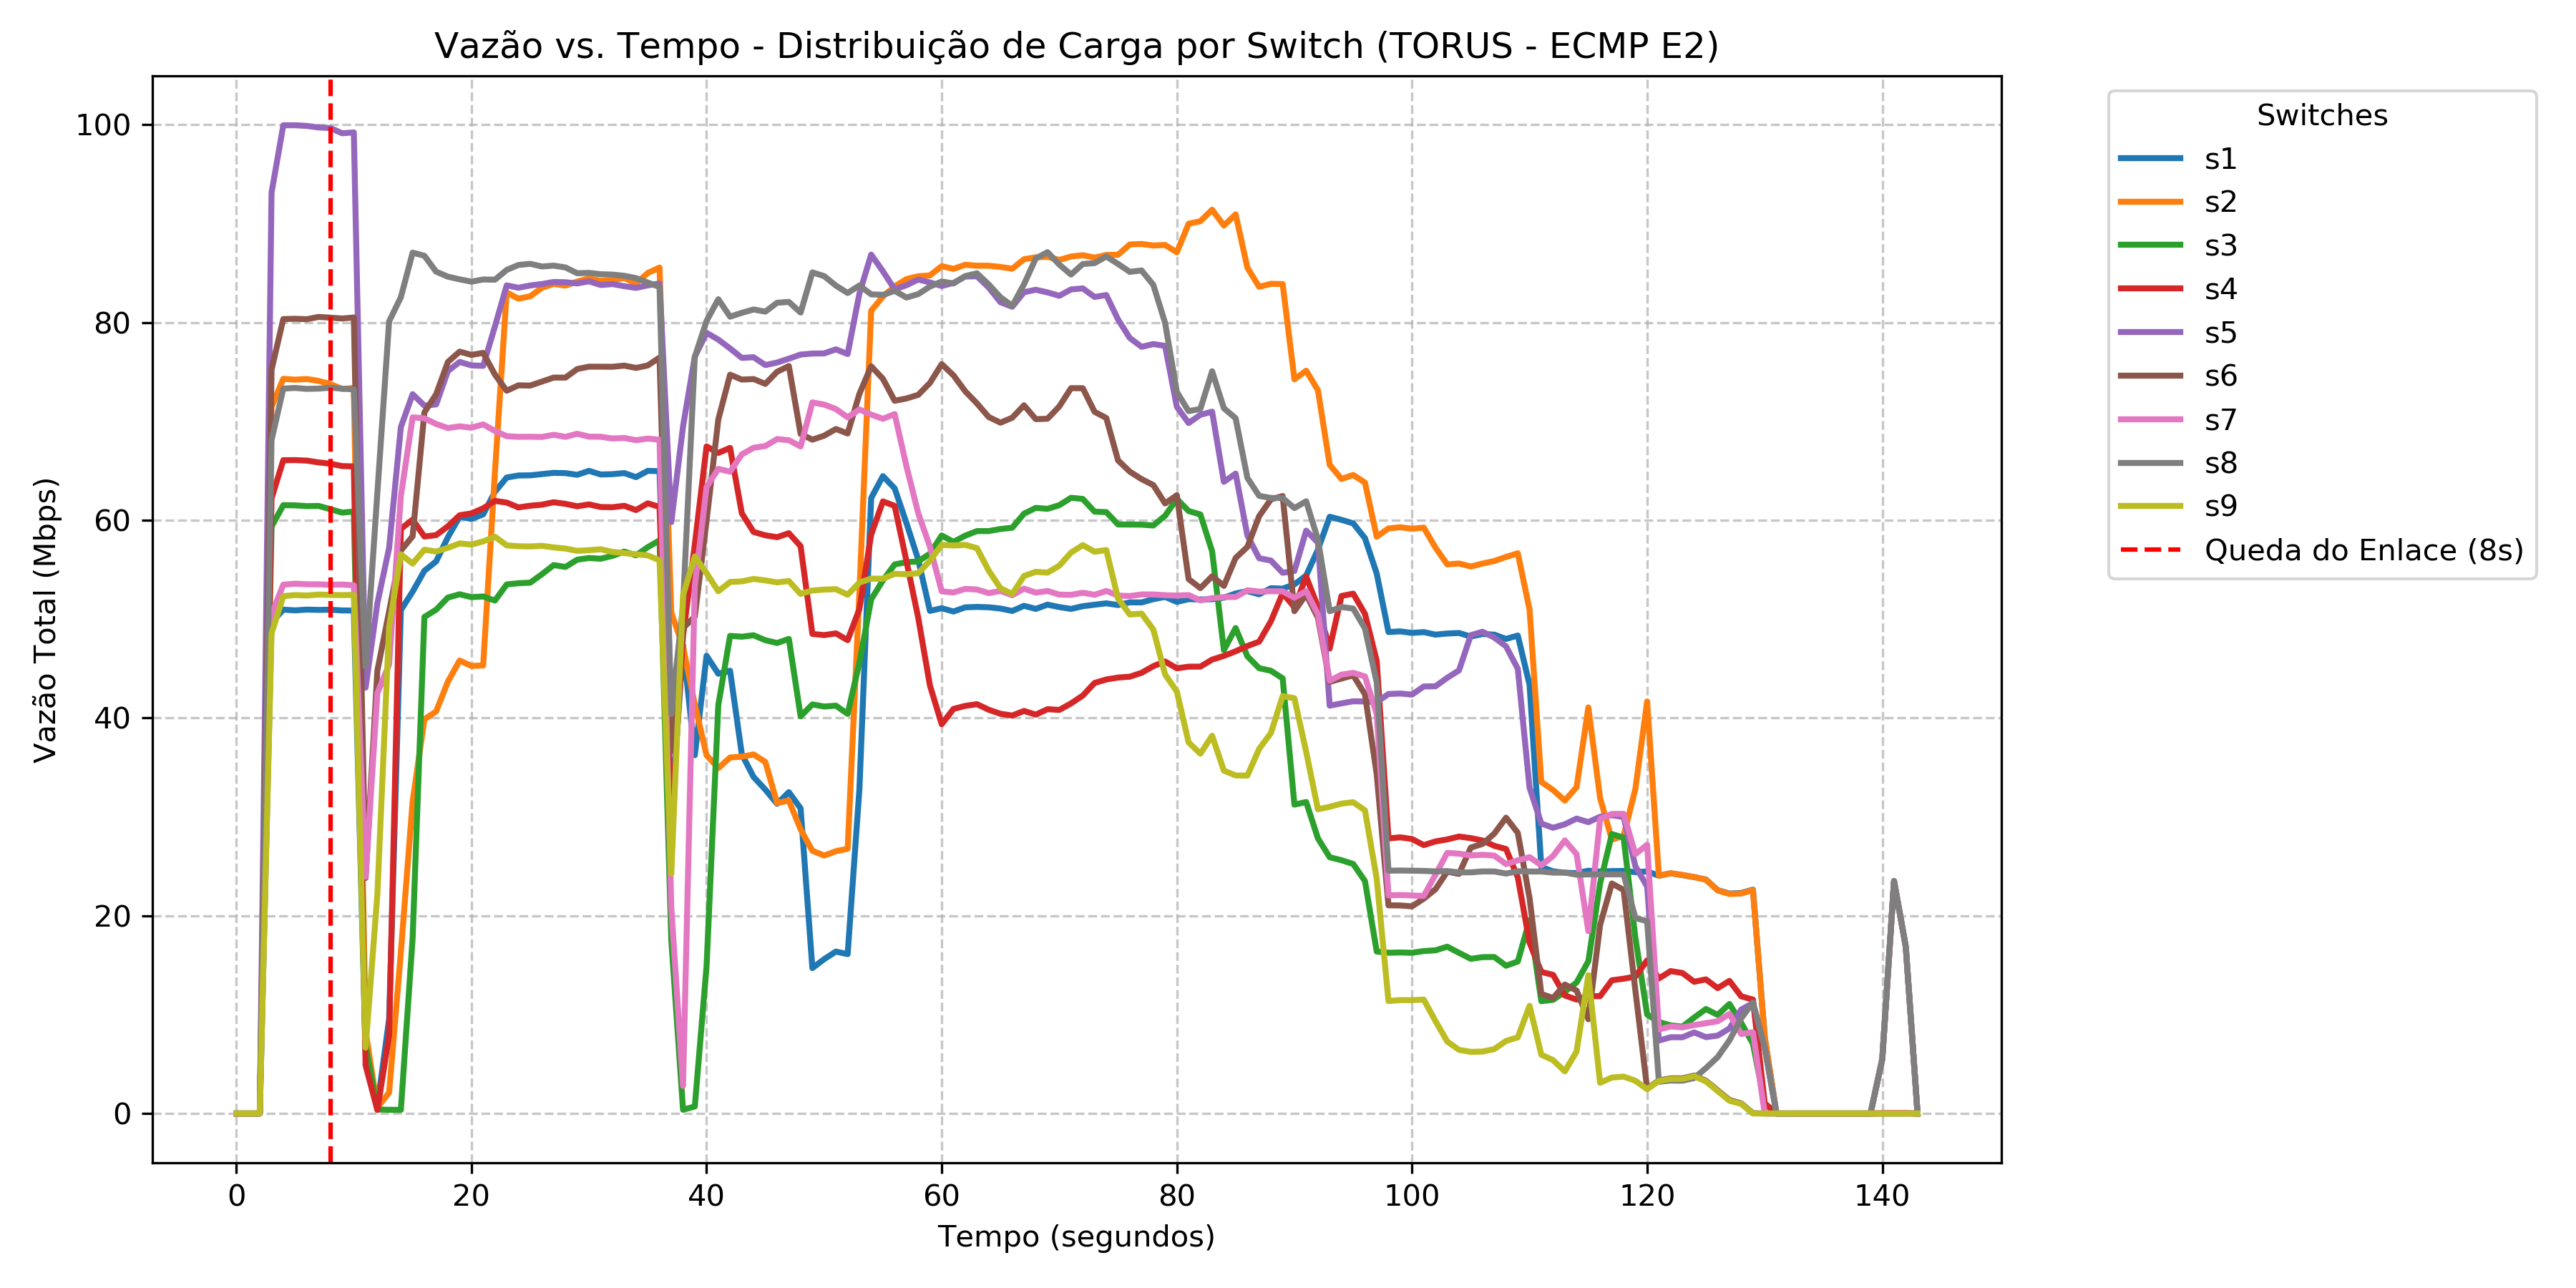 Vazão vs. Tempo - Distribuição de Carga por Switch (TORUS - ECMP E2)
Vazão Total (Mbps)
100
80
60
40
20
0
0 20 40 60 80 100 120 140
Tempo (segundos)
Switches
s1
s2
s3
s4
s5
s6
s7
s8
s9
Queda do Enlace (8s)